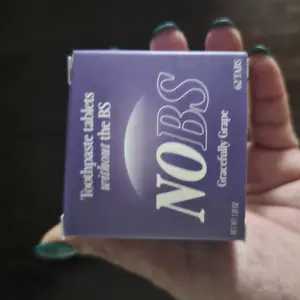 Toothpaste tablets
without the BS
NOBS
Gracefully Grape
62 TABS